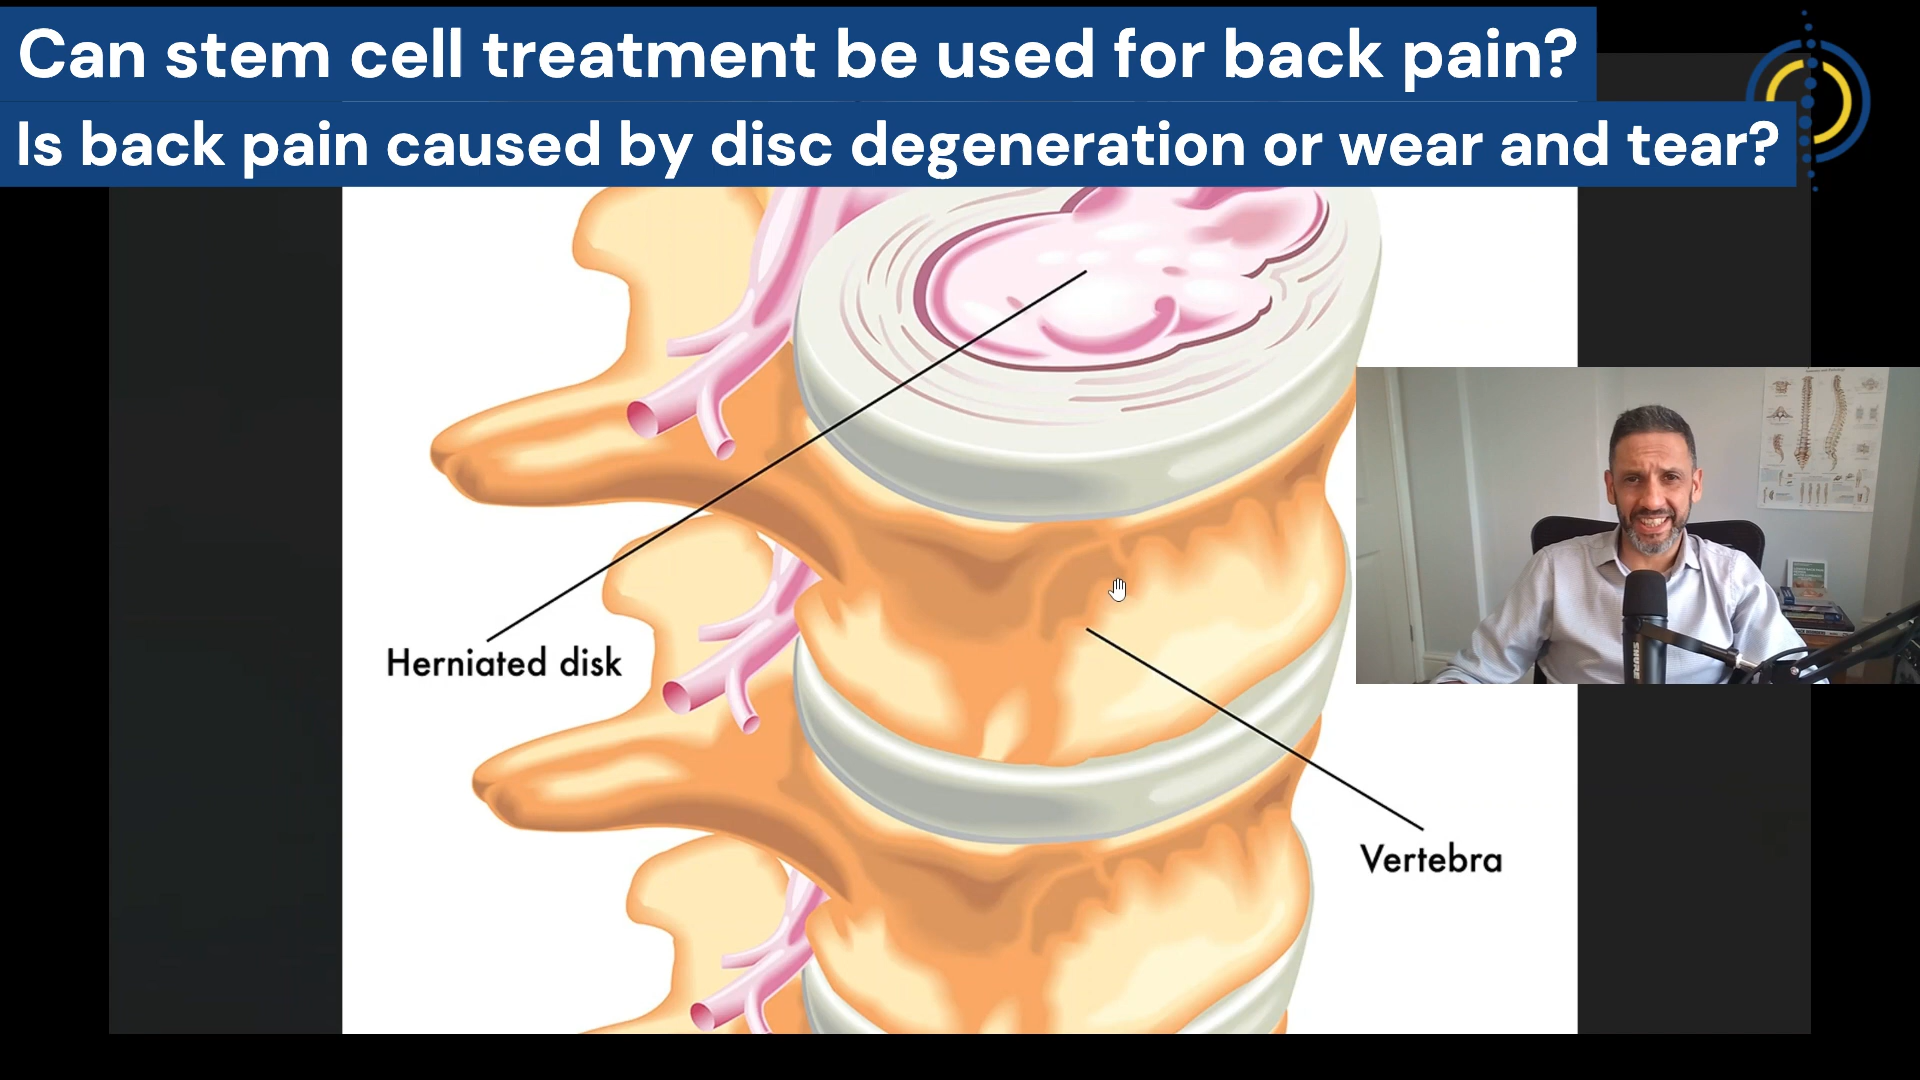 Can stem cell treatment be used for back pain?
Is back pain caused by disc degeneration or wear and tear?
Herniated disk
Vertebra
SHURE